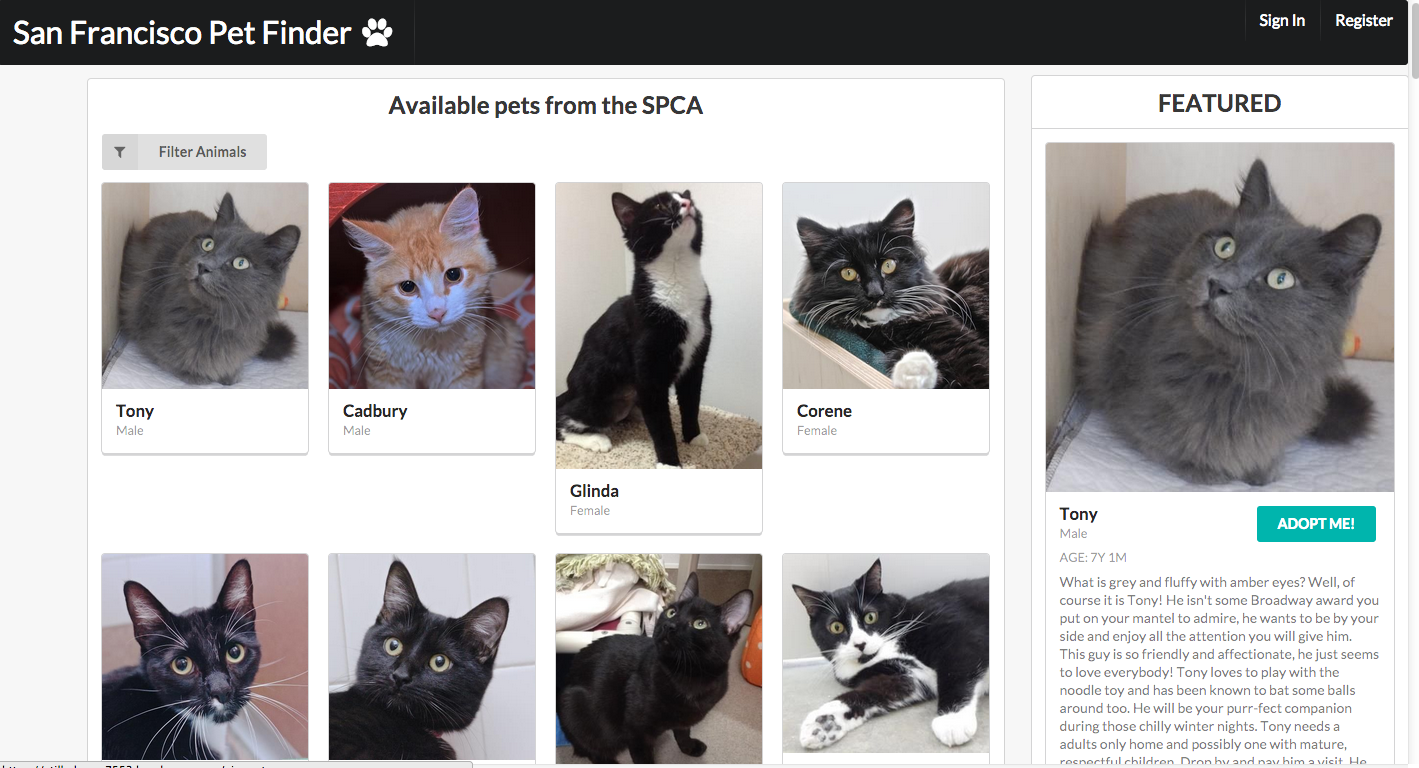 San Francisco Pet Finder
Sign In
Register
Available pets from the SPCA
Filter Animals
Tony
Male
Cadbury
Male
Glinda
Female
Corene
Female
FEATURED
Tony
Male
ADOPT ME!
AGE: 7Y 1M
What is grey and fluffy with amber eyes? Well, of
course it is Tony! He isn't some Broadway award you
put on your mantel to admire, he wants to be by your
side and enjoy all the attention you will give him.
This guy is so friendly and affectionate, he just seems
to love everybody! Tony loves to play with the
noodle toy and has been known to bat some balls
around too. He will be your purr-fect companion
during those chilly winter nights. Tony needs a
adults only home and possibly one with mature,
respectful children. Drop by and pay him a visit. He